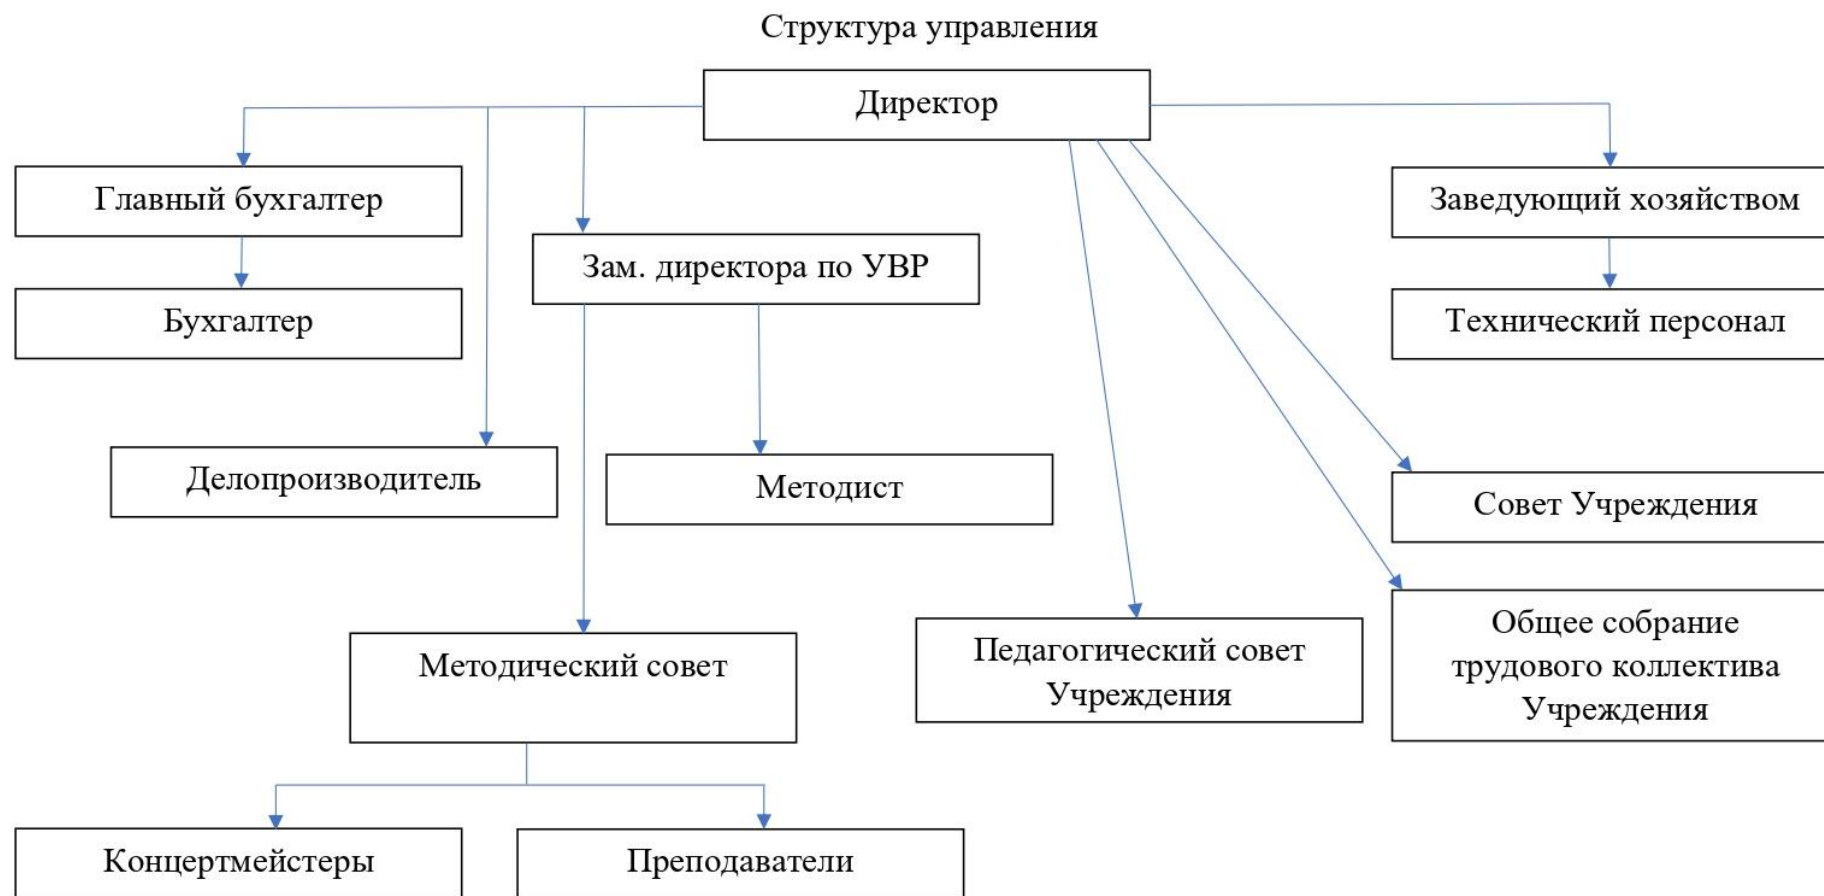 Структура управления
Директор
Главный бухгалтер
Заведующий хозяйством
Зам. директора по УВР
Бухгалтер
Технический персонал
Делопроизводитель
Методист
Совет Учреждения
Методический совет
Педагогический совет
Учреждения
Общее собрание
трудового коллектива
Учреждения
Концертмейстеры
Преподаватели